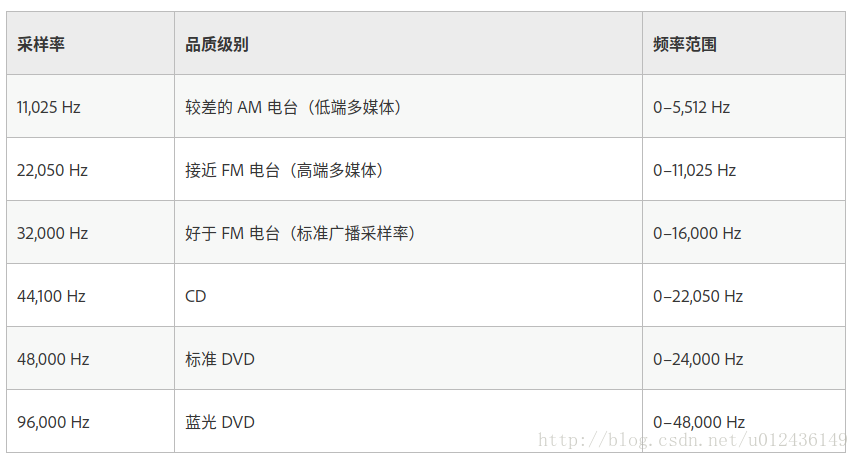 采样率 品质级别 频率范围
11,025 Hz 较差的 AM 电台（低端多媒体） 0–5,512 Hz
22,050 Hz 接近 FM 电台（高端多媒体） 0–11,025 Hz
32,000 Hz 好于 FM 电台（标准广播采样率） 0–16,000 Hz
44,100 Hz CD 0–22,050 Hz
48,000 Hz 标准 DVD 0–24,000 Hz
96,000 Hz 蓝光 DVD 0–48,000 Hz
http://blog.csdn.net/u012436149